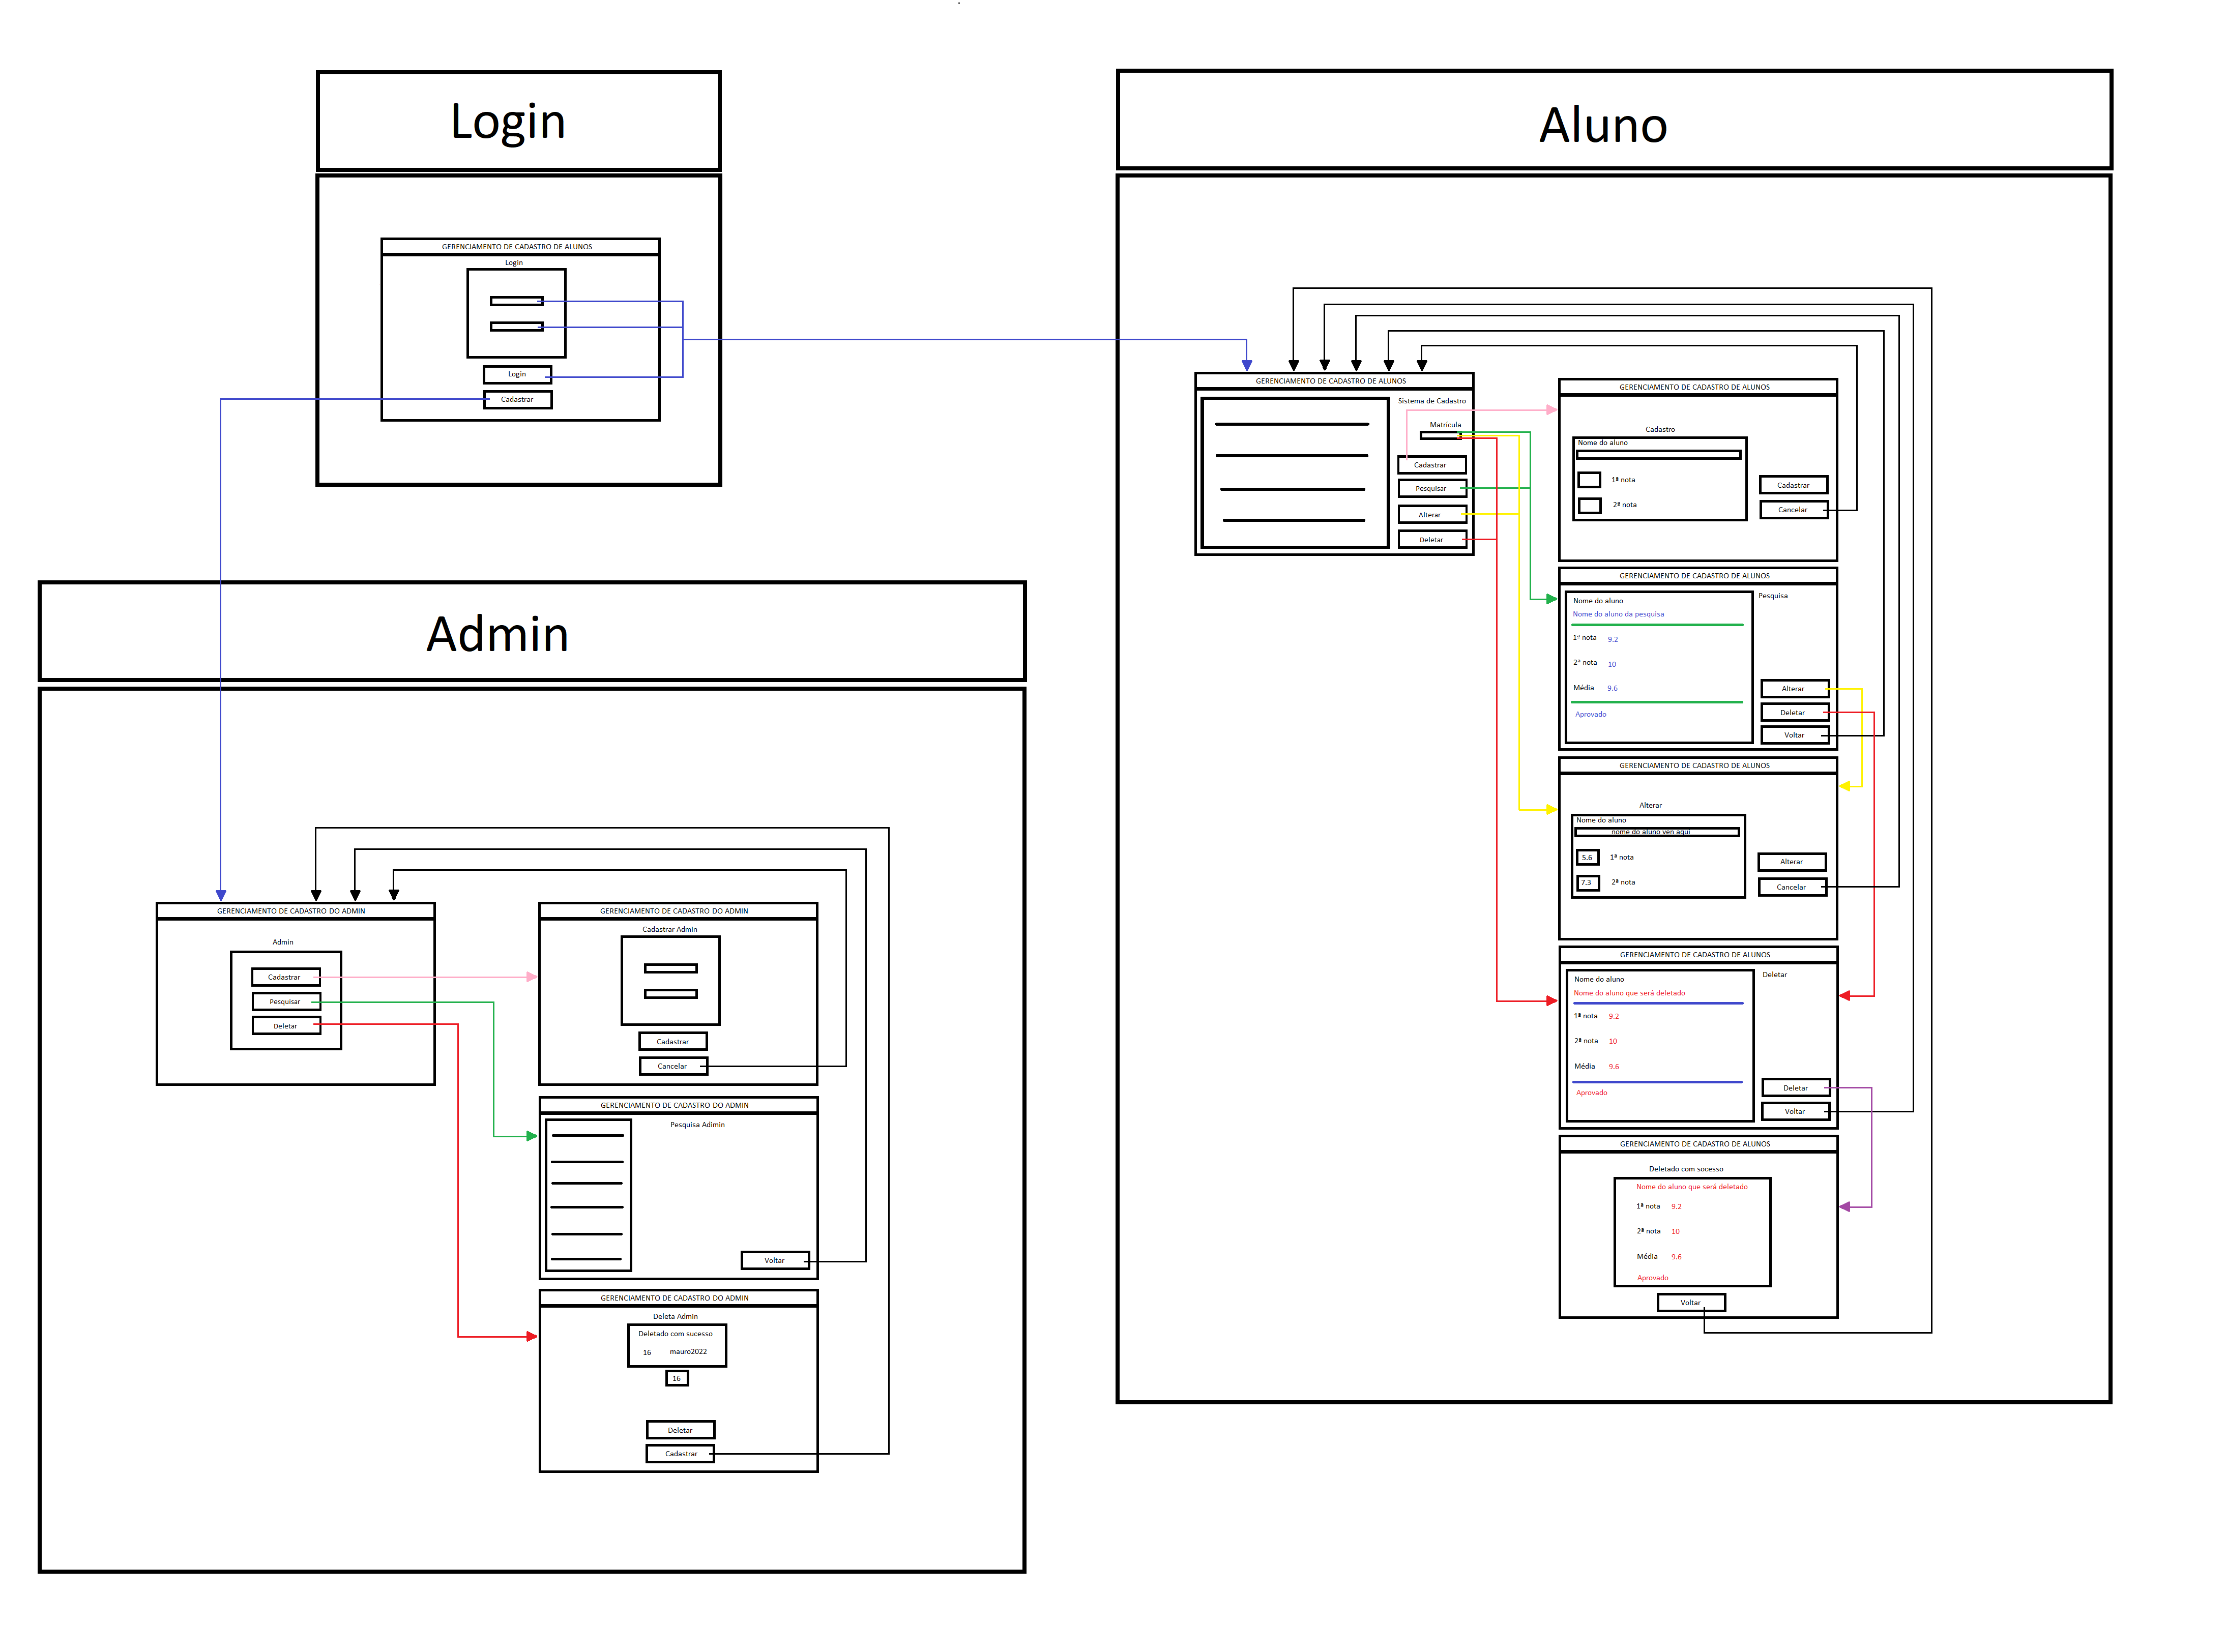 Login
GERENCIAMENTO DE CADASTRO DE ALUNOS
Login
Login
Cadastrar
Admin
GERENCIAMENTO DE CADASTRO DO ADMIN
Admin
Cadastrar
Pesquisar
Deletar
GERENCIAMENTO DE CADASTRO DO ADMIN
Cadastrar Admin
Cadastrar
Cancelar
GERENCIAMENTO DE CADASTRO DO ADMIN
Pesquisa Adimin
Voltar
GERENCIAMENTO DE CADASTRO DO ADMIN
Deleta Admin
Deletado com sucesso
16 mauro2022
16
Deletar
Cadastrar
Aluno
GERENCIAMENTO DE CADASTRO DE ALUNOS
Sistema de Cadastro
Matrícula
Cadastrar
Pesquisar
Alterar
Deletar
GERENCIAMENTO DE CADASTRO DE ALUNOS
Cadastro
Nome do aluno
1ª nota
2ª nota
Cadastrar
Cancelar
GERENCIAMENTO DE CADASTRO DE ALUNOS
Pesquisa
Nome do aluno
Nome do aluno da pesquisa
1ª nota 9.2
2ª nota 10
Média 9.6
Aprovado
Alterar
Deletar
Voltar
GERENCIAMENTO DE CADASTRO DE ALUNOS
Alterar
Nome do aluno
nome do aluno ven aqui
5.6 1ª nota
7.3 2ª nota
Alterar
Cancelar
GERENCIAMENTO DE CADASTRO DE ALUNOS
Deletar
Nome do aluno
Nome do aluno que será deletado
1ª nota 9.2
2ª nota 10
Média 9.6
Aprovado
Deletar
Voltar
GERENCIAMENTO DE CADASTRO DE ALUNOS
Deletado com socesso
Nome do aluno que será deletado
1ª nota 9.2
2ª nota 10
Média 9.6
Aprovado
Voltar